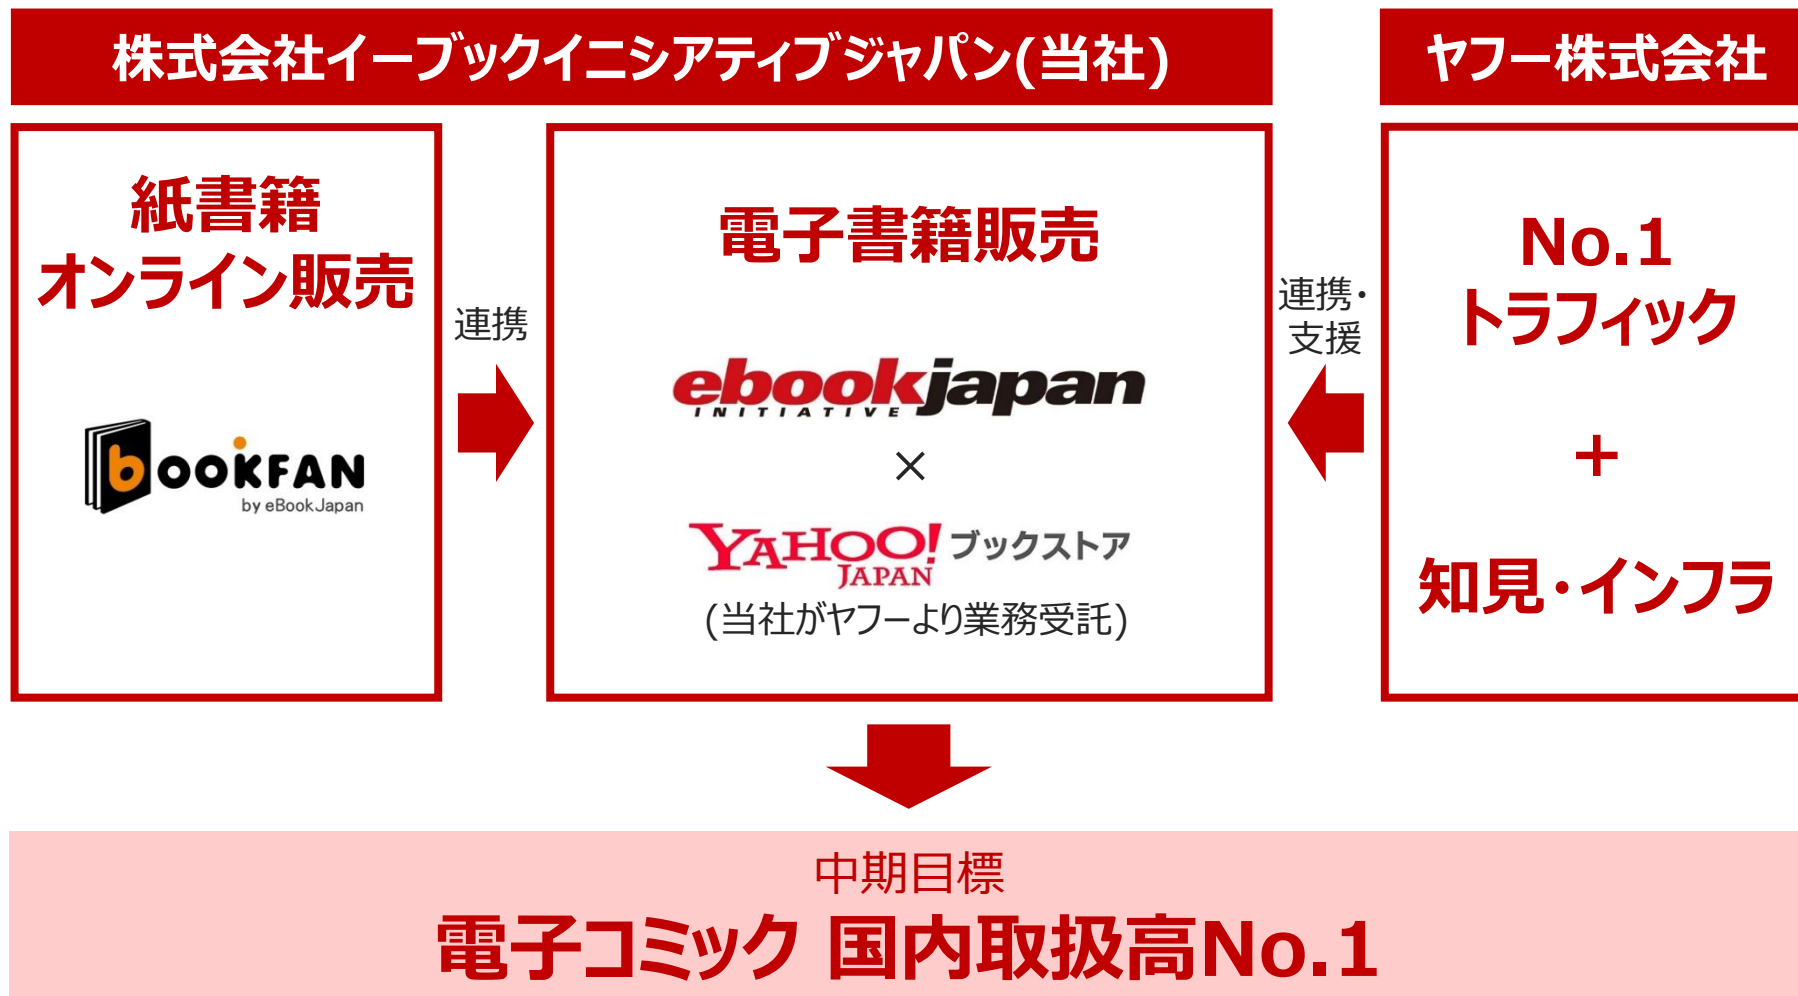 株式会社イーブックイニシアティブジャパン(当社)
ヤフー株式会社
紙書籍
オンライン販売
bookFAN
by eBookJapan
連携
電子書籍販売
ebookjapan
INITIATIVE
×
YAHOO! ブックストア
JAPAN
(当社がヤフーより業務受託)
連携・
支援
No.1
トラフィック
+
知見・インフラ
中期目標
電子コミック 国内取扱高No.1